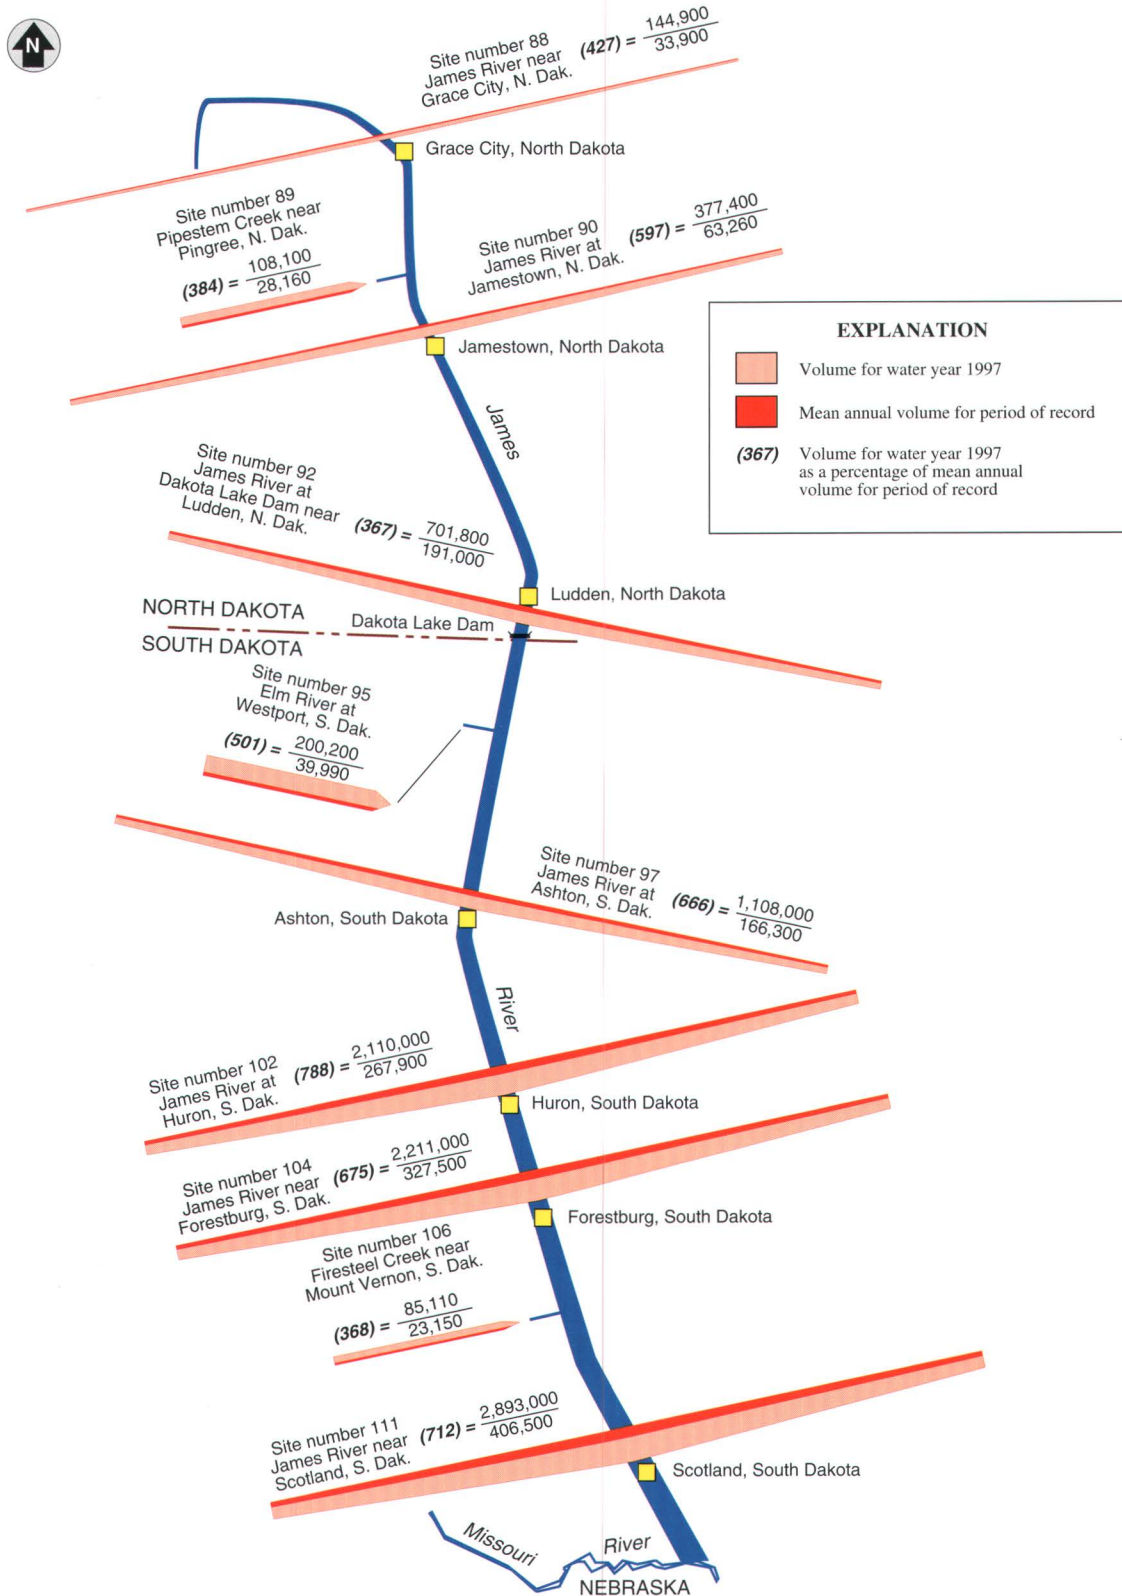 N
Site number 88
James River near
Grace City, N. Dak.
(427) = 144,900
33,900
Grace City, North Dakota
Site number 89
Pipestem Creek near
Pingree, N. Dak.
(384) = 108,100
28,160
Site number 90
James River at
Jamestown, N. Dak.
(597) = 377,400
63,260
Jamestown, North Dakota
EXPLANATION
Volume for water year 1997
Mean annual volume for period of record
(367) Volume for water year 1997
as a percentage of mean annual
volume for period of record
James
Site number 92
James River at
Dakota Lake Dam near
Ludden, N. Dak.
(367) = 701,800
191,000
Ludden, North Dakota
NORTH DAKOTA
Dakota Lake Dam
SOUTH DAKOTA
Site number 95
Elm River at
Westport, S. Dak.
(501) = 200,200
39,990
Site number 97
James River at
Ashton, S. Dak.
(666) = 1,108,000
166,300
Ashton, South Dakota
River
Site number 102
James River at
Huron, S. Dak.
(788) = 2,110,000
267,900
Huron, South Dakota
Site number 104
James River near
Forestburg, S. Dak.
(675) = 2,211,000
327,500
Forestburg, South Dakota
Site number 106
Firesteel Creek near
Mount Vernon, S. Dak.
(368) = 85,110
23,150
Site number 111
James River near
Scotland, S. Dak.
(712) = 2,893,000
406,500
Scotland, South Dakota
Missouri River
NEBRASKA